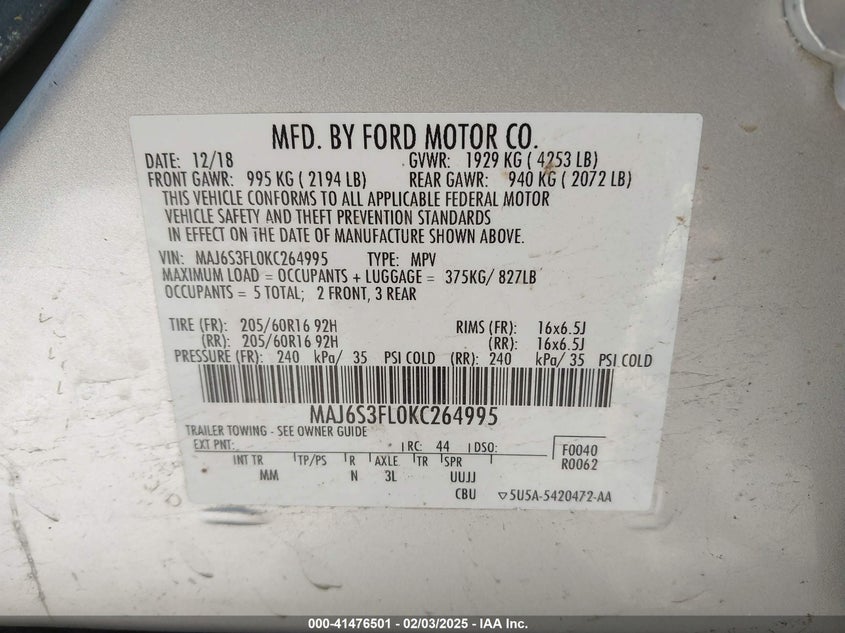 MFD. BY FORD MOTOR CO.
DATE: 12/18 GVWR: 1929 KG ( 4253 LB)
FRONT GAWR: 995 KG ( 2194 LB) REAR GAWR: 940 KG ( 2072 LB)
THIS VEHICLE CONFORMS TO ALL APPLICABLE FEDERAL MOTOR
VEHICLE SAFETY AND THEFT PREVENTION STANDARDS
IN EFFECT ON THE DATE OF MANUFACTURE SHOWN ABOVE.
VIN: MAJ6S3FL0KC264995 TYPE: MPV
MAXIMUM LOAD = OCCUPANTS + LUGGAGE = 375KG/ 827LB
OCCUPANTS = 5 TOTAL; 2 FRONT, 3 REAR
TIRE (FR): 205/60R16 92H RIMS (FR): 16x6.5J
(RR): 205/60R16 92H (RR): 16x6.5J
PRESSURE (FR): 240 kPa/ 35 PSI COLD (RR): 240 kPa/ 35 PSI COLD
MAJ6S3FL0KC264995
TRAILER TOWING - SEE OWNER GUIDE
EXT PNT: RC: 44 DSO: F0040
R0062
INT TR TP/PS R AXLE TR SPR
MM N 3L UUJJ
CBU ▽5U5A-5420472-AA
000-41476501 - 02/03/2025 - IAA Inc.